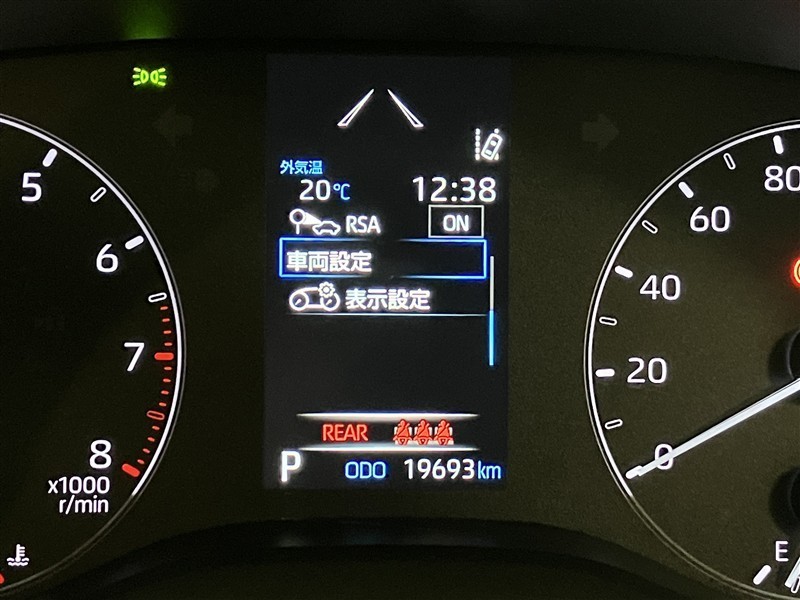 外気温
20℃
12:38
RSA
ON
車両設定
表示設定
REAR
P
ODO 19693km
5
6
7
8
x1000
r/min
80
60
40
20
0
E